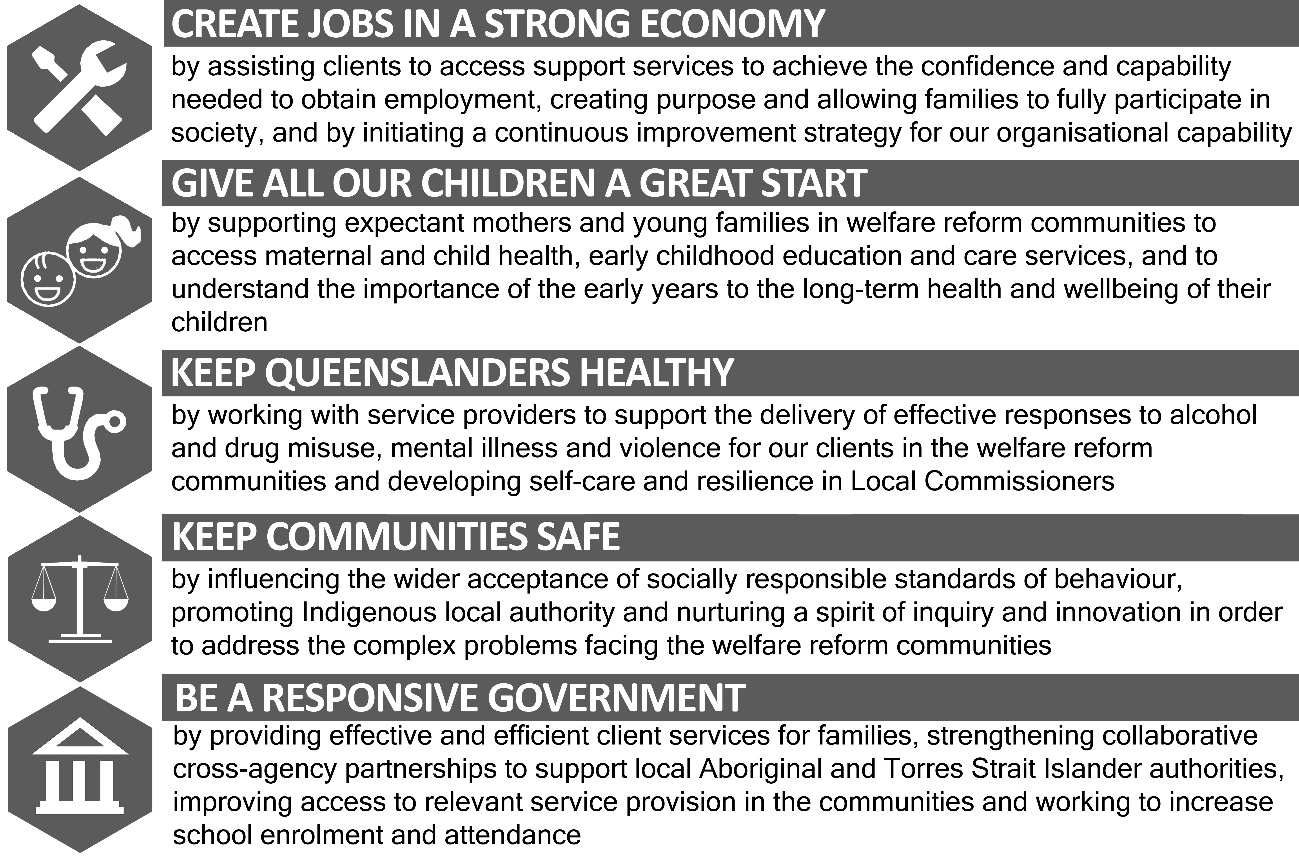 CREATE JOBS IN A STRONG ECONOMY
by assisting clients to access support services to achieve the confidence and capability
needed to obtain employment, creating purpose and allowing families to fully participate in
society, and by initiating a continuous improvement strategy for our organisational capability
GIVE ALL OUR CHILDREN A GREAT START
by supporting expectant mothers and young families in welfare reform communities to
access maternal and child health, early childhood education and care services, and to
understand the importance of the early years to the long-term health and wellbeing of their
children
KEEP QUEENSLANDERS HEALTHY
by working with service providers to support the delivery of effective responses to alcohol
and drug misuse, mental illness and violence for our clients in the welfare reform
communities and developing self-care and resilience in Local Commissioners
KEEP COMMUNITIES SAFE
by influencing the wider acceptance of socially responsible standards of behaviour,
promoting Indigenous local authority and nurturing a spirit of inquiry and innovation in order
to address the complex problems facing the welfare reform communities
BE A RESPONSIVE GOVERNMENT
by providing effective and efficient client services for families, strengthening collaborative
cross-agency partnerships to support local Aboriginal and Torres Strait Islander authorities,
improving access to relevant service provision in the communities and working to increase
school enrolment and attendance